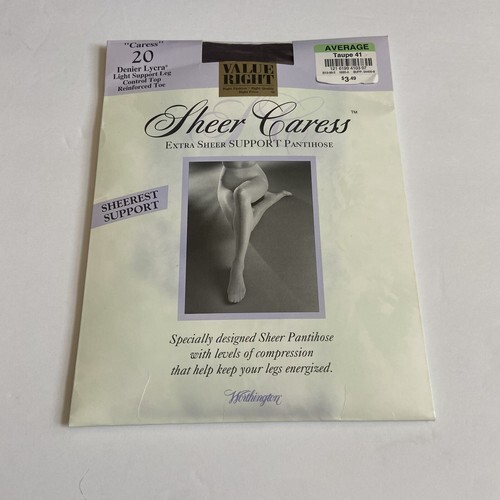 "Caress"
20
Denier Lycra®
Light Support Leg
Control Top
Reinforced Toe
VALUE
RIGHT
AVERAGE
Taupe 41
$3.49
Sheer Caress™
EXTRA SHEER SUPPORT PANTIHOSE
SHEEREST
SUPPORT
Specially designed Sheer Pantihose
with levels of compression
that help keep your legs energized.
Worthington